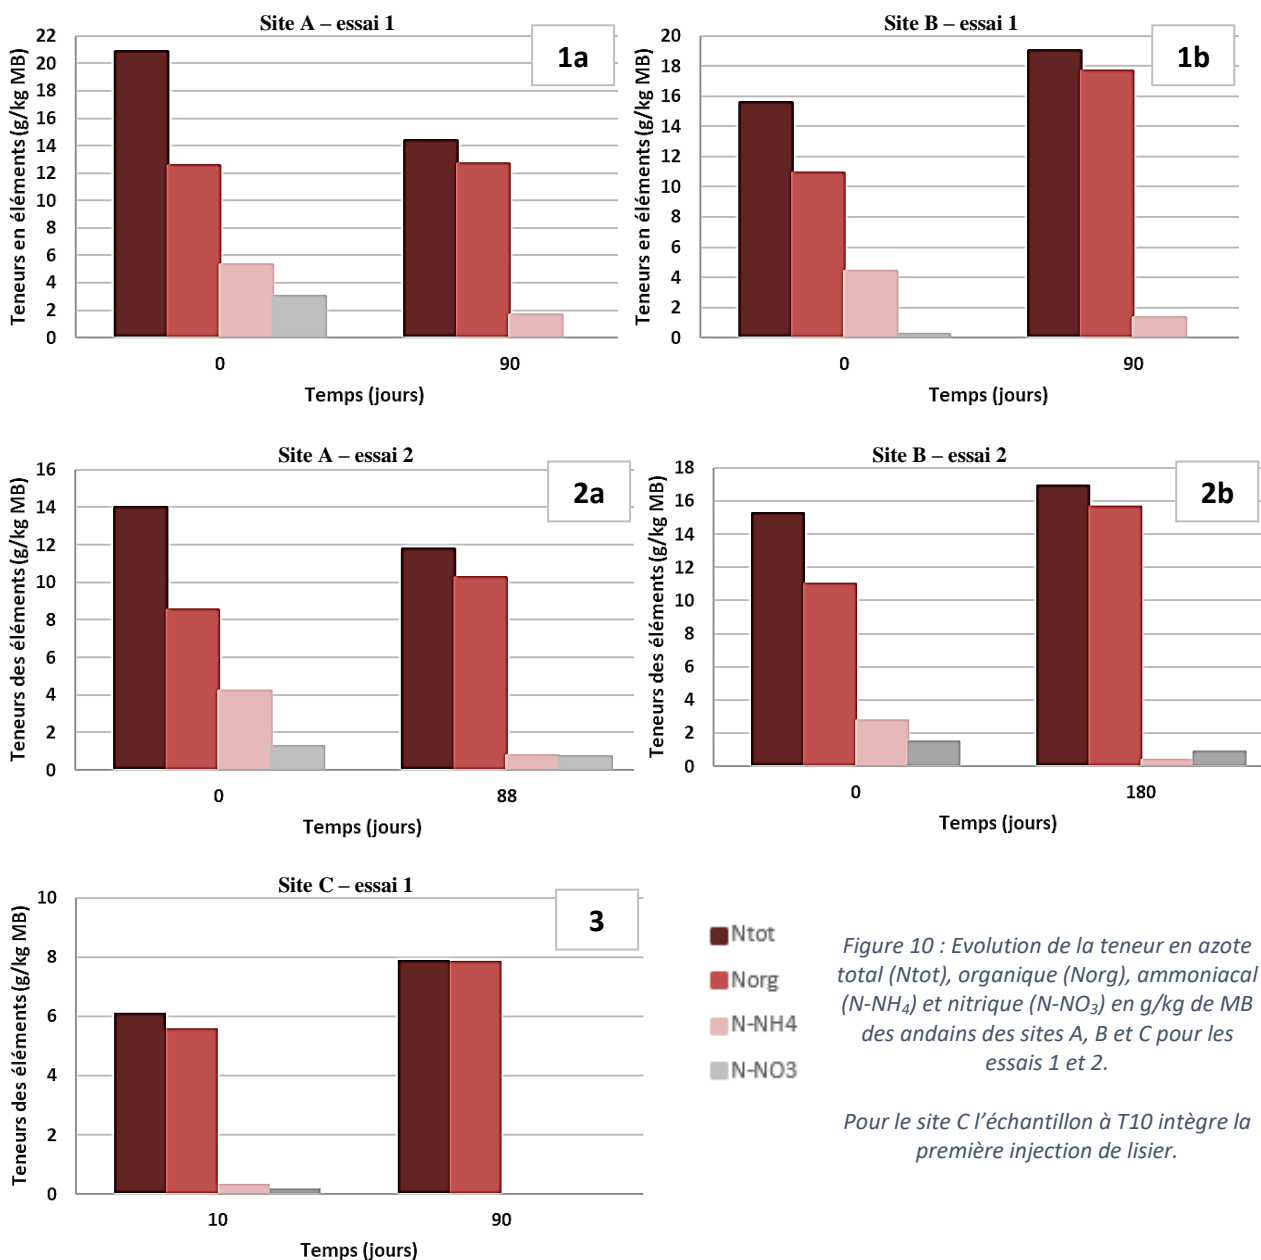 Site A – essai 1
1a
Teneurs en éléments (g/kg MB)
22
20
18
16
14
12
10
8
6
4
2
0
0
90
Temps (jours)
Site B – essai 1
1b
Teneurs en éléments (g/kg MB)
20
18
16
14
12
10
8
6
4
2
0
0
90
Temps (jours)
Site A – essai 2
2a
Teneurs des éléments (g/kg MB)
16
14
12
10
8
6
4
2
0
0
88
Temps (jours)
Site B – essai 2
2b
Teneurs des éléments (g/kg MB)
18
16
14
12
10
8
6
4
2
0
0
180
Temps (jours)
Site C – essai 1
3
Teneurs des éléments (g/kg MB)
10
8
6
4
2
0
10
90
Temps (jours)
Ntot
Norg
N-NH4
N-NO3
Figure 10 : Evolution de la teneur en azote
total (Ntot), organique (Norg), ammoniacal
(N-NH₄) et nitrique (N-NO₃) en g/kg de MB
des andains des sites A, B et C pour les
essais 1 et 2.
Pour le site C l’échantillon à T10 intègre la
première injection de lisier.